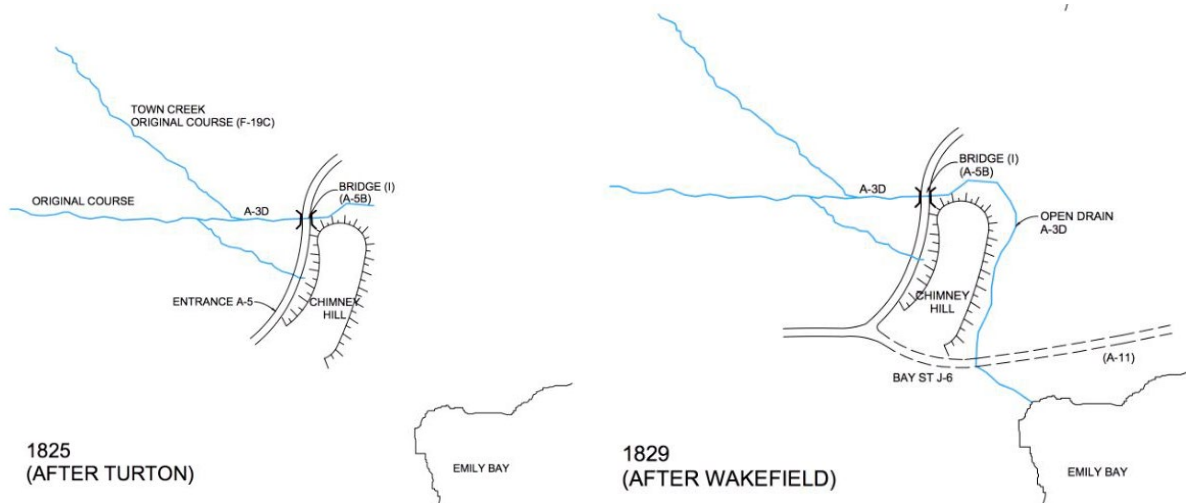 TOWN CREEK
ORIGINAL COURSE (F-19C)
ORIGINAL COURSE
A-3D
BRIDGE (I)
(A-5B)
ENTRANCE A-5
CHIMNEY
HILL
1825
(AFTER TURTON)
EMILY BAY
A-3D
BRIDGE (I)
(A-5B)
OPEN DRAIN
A-3D
CHIMNEY
HILL
(A-11)
BAY ST J-6
1829
(AFTER WAKEFIELD)
EMILY BAY